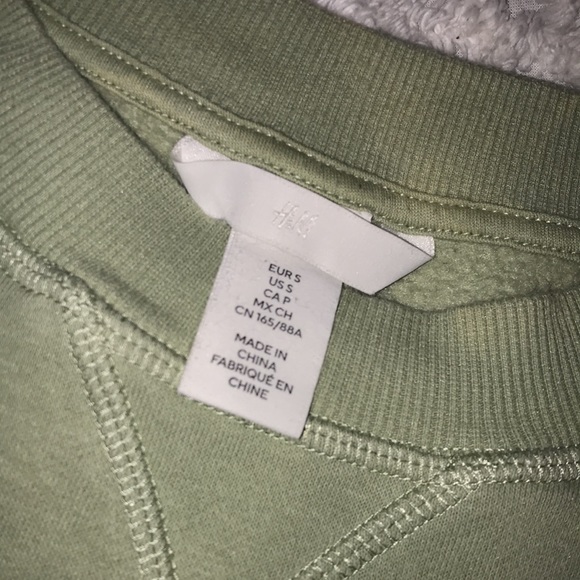 H&M
EUR S
US S
CA P
MX CH
CN 165/88A
MADE IN
CHINA
FABRIQUÉ EN
CHINE